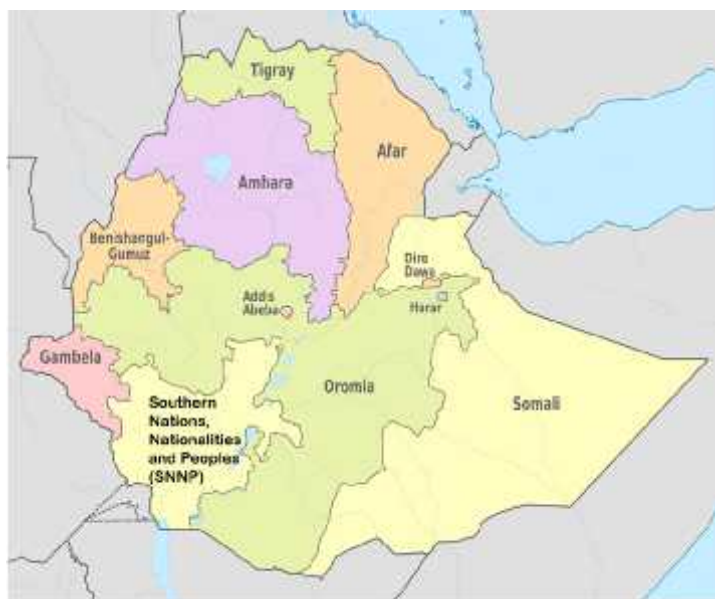 Tigray
Afar
Amhara
Benishangul-
Gumuz
Dire
Dawa
Addis
Abeba
Harar
Gambela
Oromia
Somali
Southern
Nations,
Nationalities
and Peoples
(SNNP)